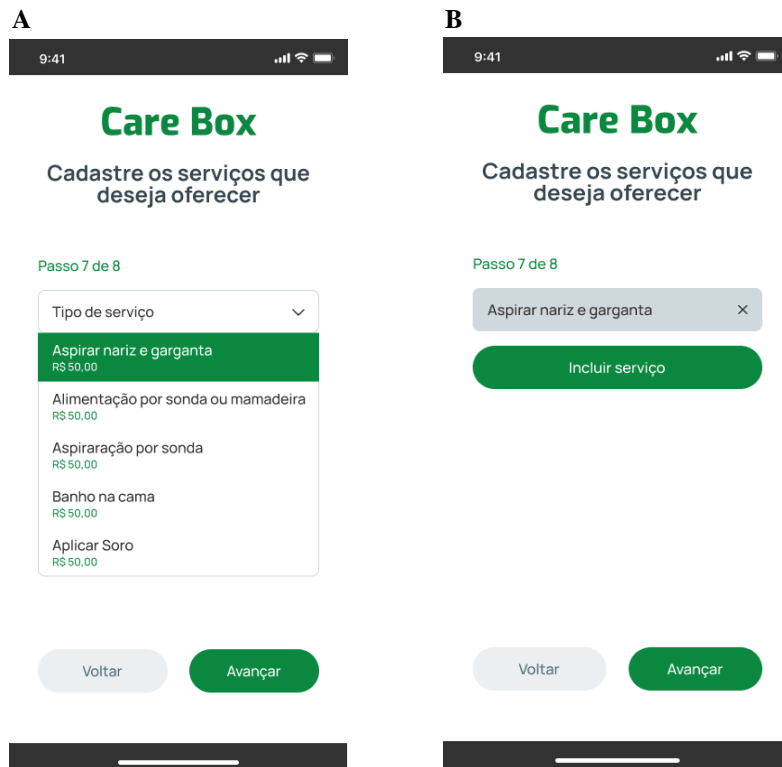 A
9:41
Care Box
Cadastre os serviços que
deseja oferecer
Passo 7 de 8
Tipo de serviço
Aspirar nariz e garganta
R$ 50,00
Alimentação por sonda ou mamadeira
R$ 50,00
Aspiraração por sonda
R$ 50,00
Banho na cama
R$ 50,00
Aplicar Soro
R$ 50,00
Voltar
Avançar
B
9:41
Care Box
Cadastre os serviços que
deseja oferecer
Passo 7 de 8
Aspirar nariz e garganta
Incluir serviço
Voltar
Avançar